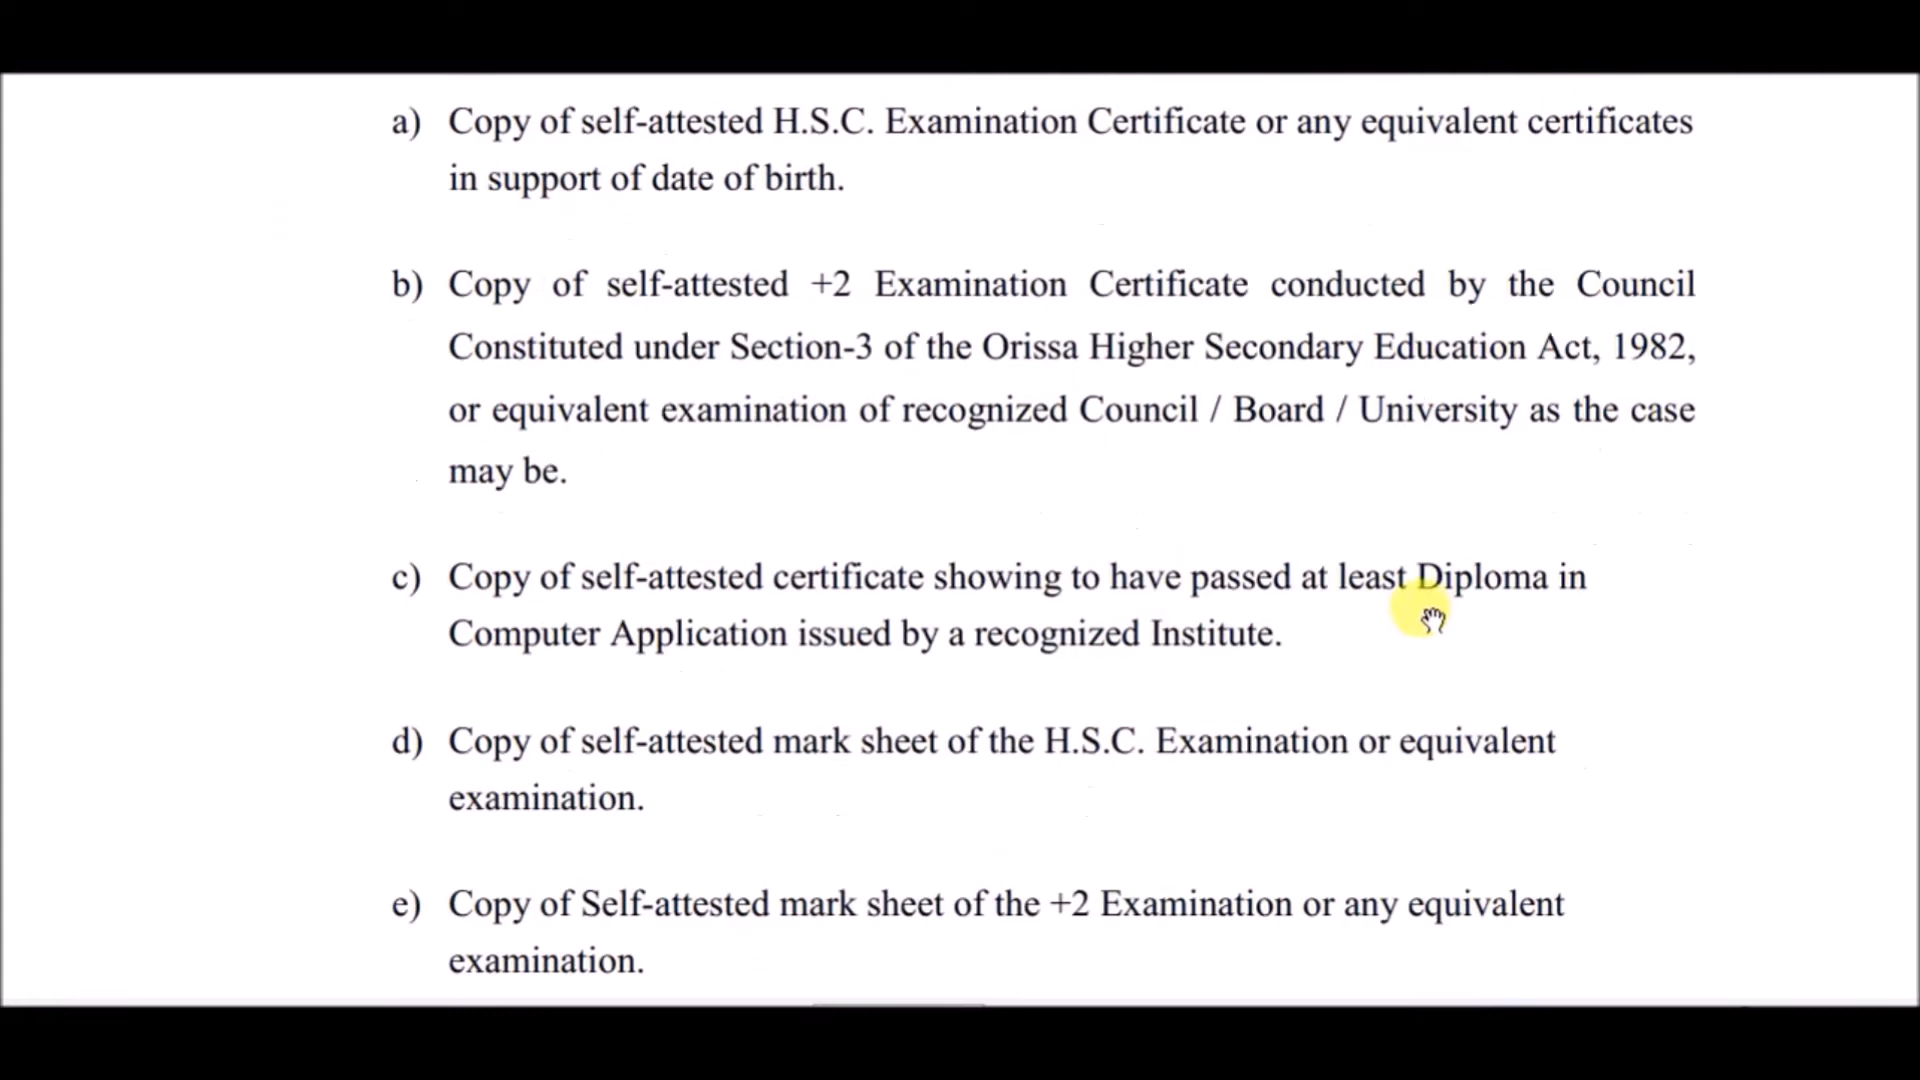 a) Copy of self-attested H.S.C. Examination Certificate or any equivalent certificates
in support of date of birth.
b) Copy of self-attested +2 Examination Certificate conducted by the Council
Constituted under Section-3 of the Orissa Higher Secondary Education Act, 1982,
or equivalent examination of recognized Council / Board / University as the case
may be.
c) Copy of self-attested certificate showing to have passed at least Diploma in
Computer Application issued by a recognized Institute.
d) Copy of self-attested mark sheet of the H.S.C. Examination or equivalent
examination.
e) Copy of Self-attested mark sheet of the +2 Examination or any equivalent
examination.